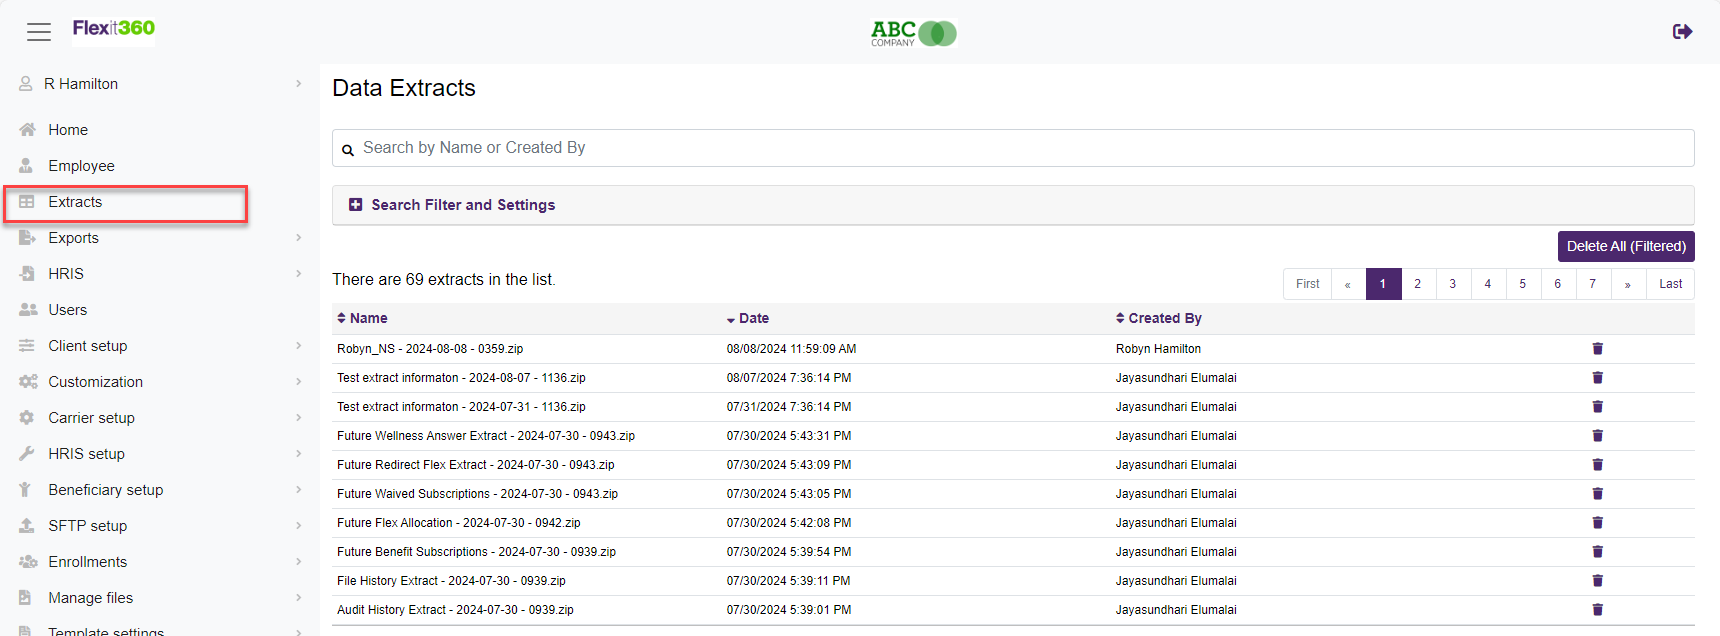 Flexit360
ABC
COMPANY
R Hamilton
Home
Employee
Extracts
Exports
HRIS
Users
Client setup
Customization
Carrier setup
HRIS setup
Beneficiary setup
SFTP setup
Enrollments
Manage files
Template settings
Data Extracts
Search by Name or Created By
Search Filter and Settings
Delete All (Filtered)
There are 69 extracts in the list.
First « 1 2 3 4 5 6 7 » Last
Name Date Created By
Robyn_NS - 2024-08-08 - 0359.zip 08/08/2024 11:59:09 AM Robyn Hamilton
Test extract informaton - 2024-08-07 - 1136.zip 08/07/2024 7:36:14 PM Jayasundhari Elumalai
Test extract informaton - 2024-07-31 - 1136.zip 07/31/2024 7:36:14 PM Jayasundhari Elumalai
Future Wellness Answer Extract - 2024-07-30 - 0943.zip 07/30/2024 5:43:31 PM Jayasundhari Elumalai
Future Redirect Flex Extract - 2024-07-30 - 0943.zip 07/30/2024 5:43:09 PM Jayasundhari Elumalai
Future Waived Subscriptions - 2024-07-30 - 0943.zip 07/30/2024 5:43:05 PM Jayasundhari Elumalai
Future Flex Allocation - 2024-07-30 - 0942.zip 07/30/2024 5:42:08 PM Jayasundhari Elumalai
Future Benefit Subscriptions - 2024-07-30 - 0939.zip 07/30/2024 5:39:54 PM Jayasundhari Elumalai
File History Extract - 2024-07-30 - 0939.zip 07/30/2024 5:39:11 PM Jayasundhari Elumalai
Audit History Extract - 2024-07-30 - 0939.zip 07/30/2024 5:39:01 PM Jayasundhari Elumalai